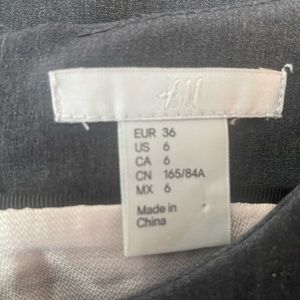 H&M
EUR 36
US 6
CA 6
CN 165/84A
MX 6
Made in
China